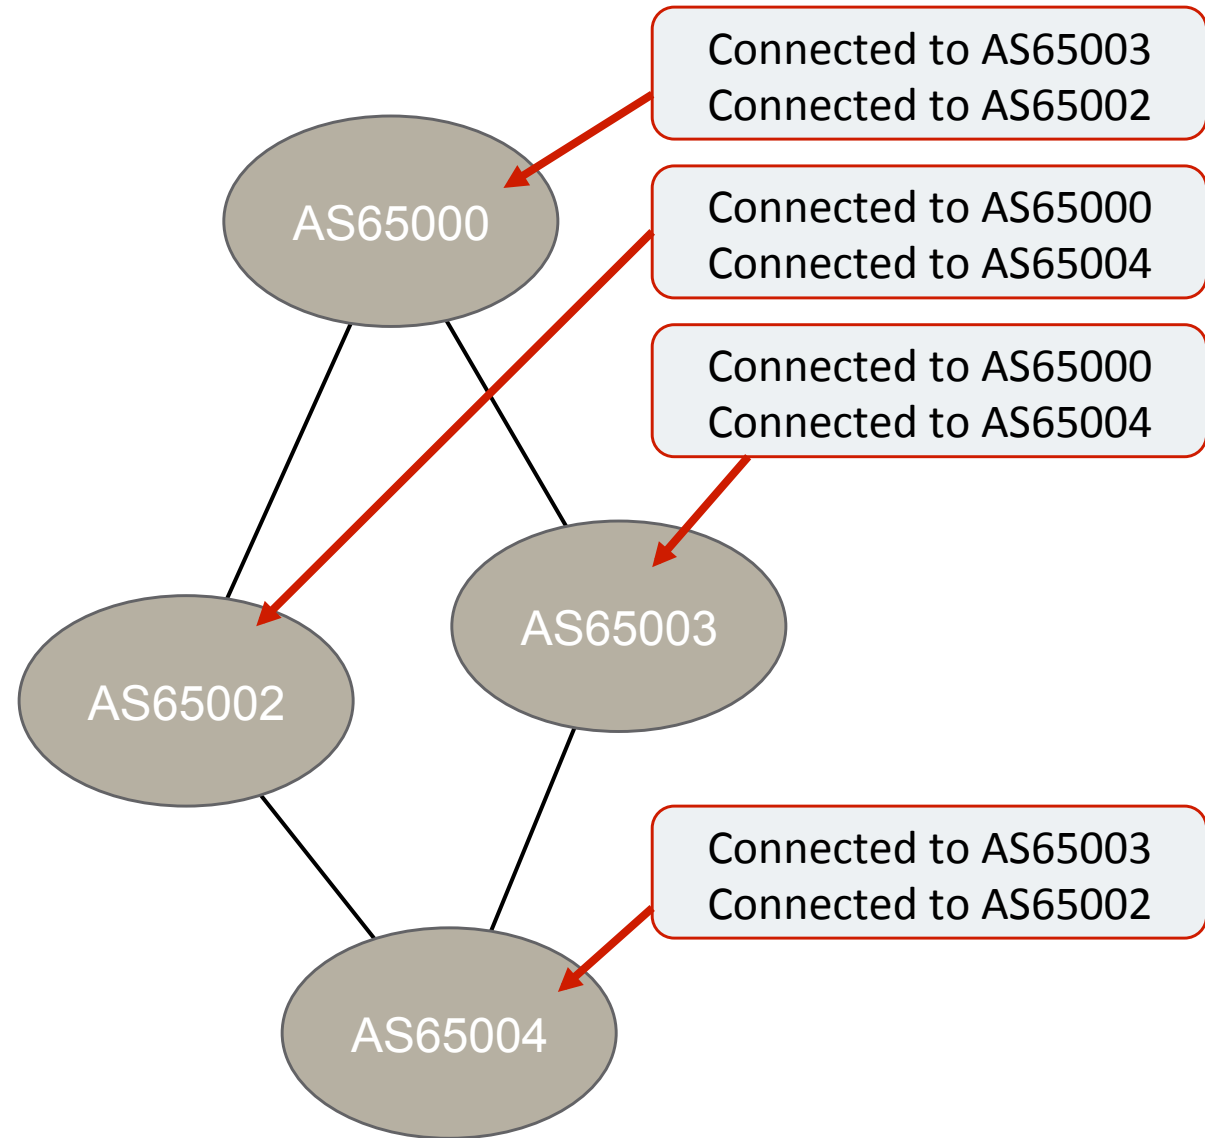 Connected to AS65003
Connected to AS65002
AS65000
Connected to AS65000
Connected to AS65004
Connected to AS65000
Connected to AS65004
AS65003
AS65002
Connected to AS65003
Connected to AS65002
AS65004